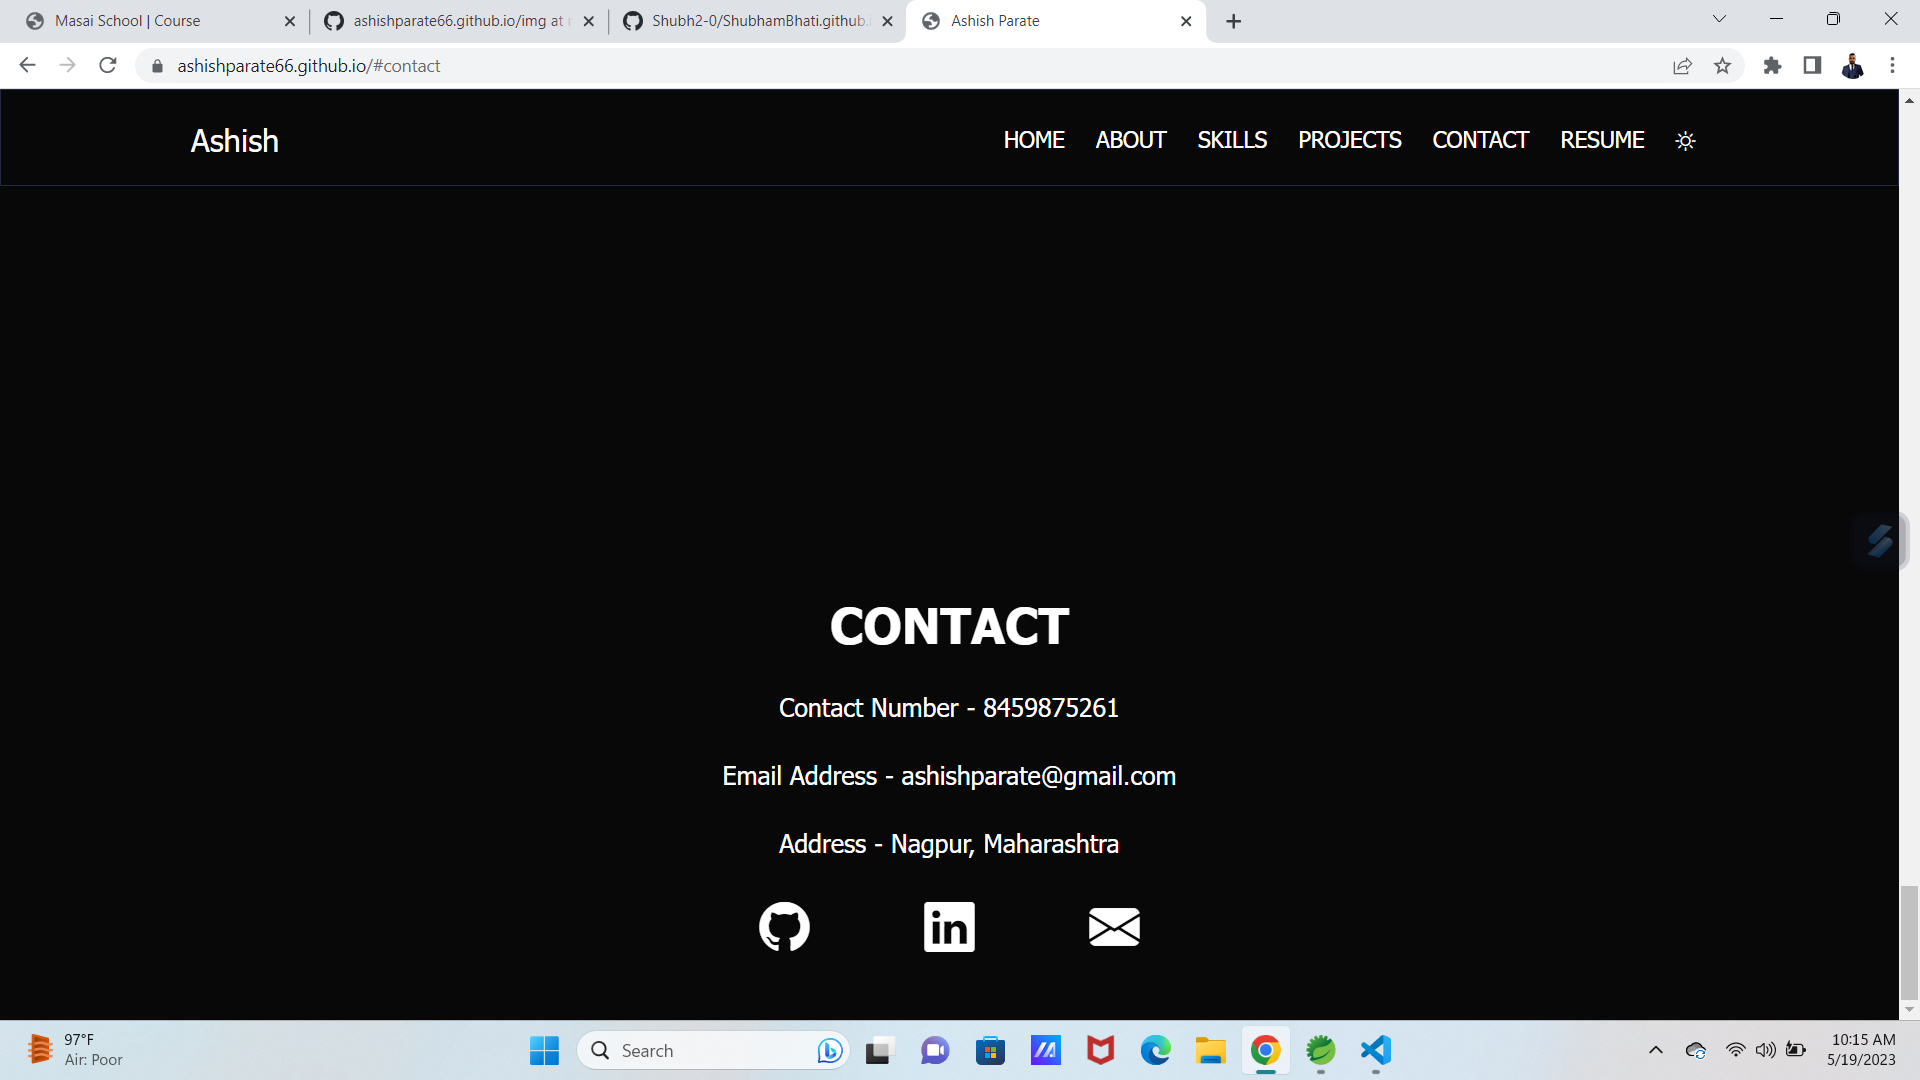 Masai School | Course
ashishparate66.github.io/img at
Shubh2-0/ShubhamBhati.github.
Ashish Parate
ashishparate66.github.io/#contact
Ashish
HOME ABOUT SKILLS PROJECTS CONTACT RESUME
CONTACT
Contact Number - 8459875261
Email Address - ashishparate@gmail.com
Address - Nagpur, Maharashtra
in
97°F
Air: Poor
Search
10:15 AM
5/19/2023